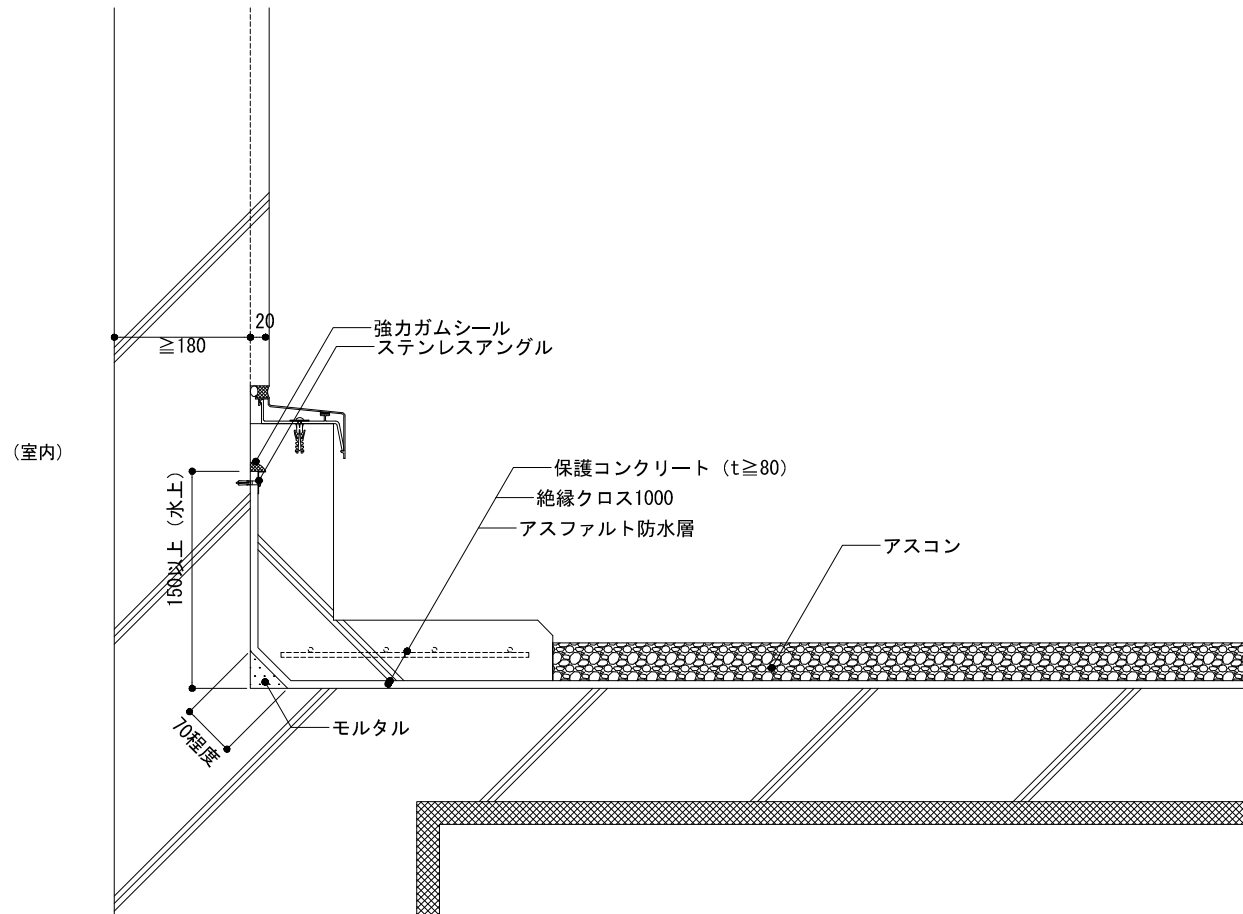 20
≧180
強力ガムシール
ステンレスアングル
(室内)
150以上(水上)
保護コンクリート(t≧80)
絶縁クロス1000
アスファルト防水層
アスコン
モルタル
70程度